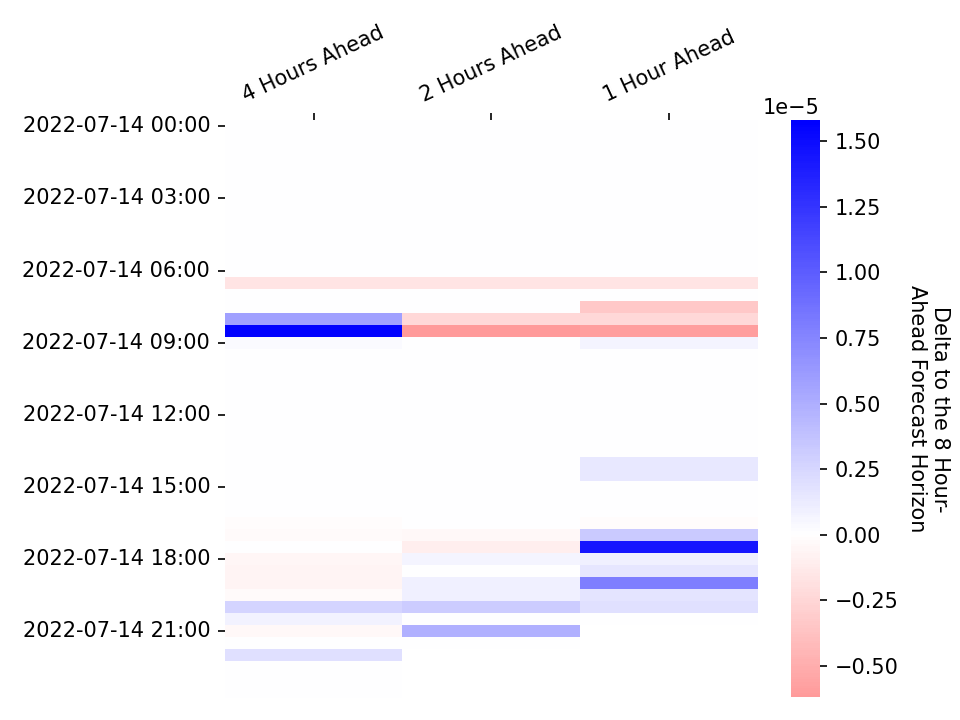 4 Hours Ahead
2 Hours Ahead
1 Hour Ahead
1e−5
2022-07-14 00:00
2022-07-14 03:00
2022-07-14 06:00
2022-07-14 09:00
2022-07-14 12:00
2022-07-14 15:00
2022-07-14 18:00
2022-07-14 21:00
1.50
1.25
1.00
0.75
0.50
0.25
0.00
−0.25
−0.50
Delta to the 8 Hour-
Ahead Forecast Horizon